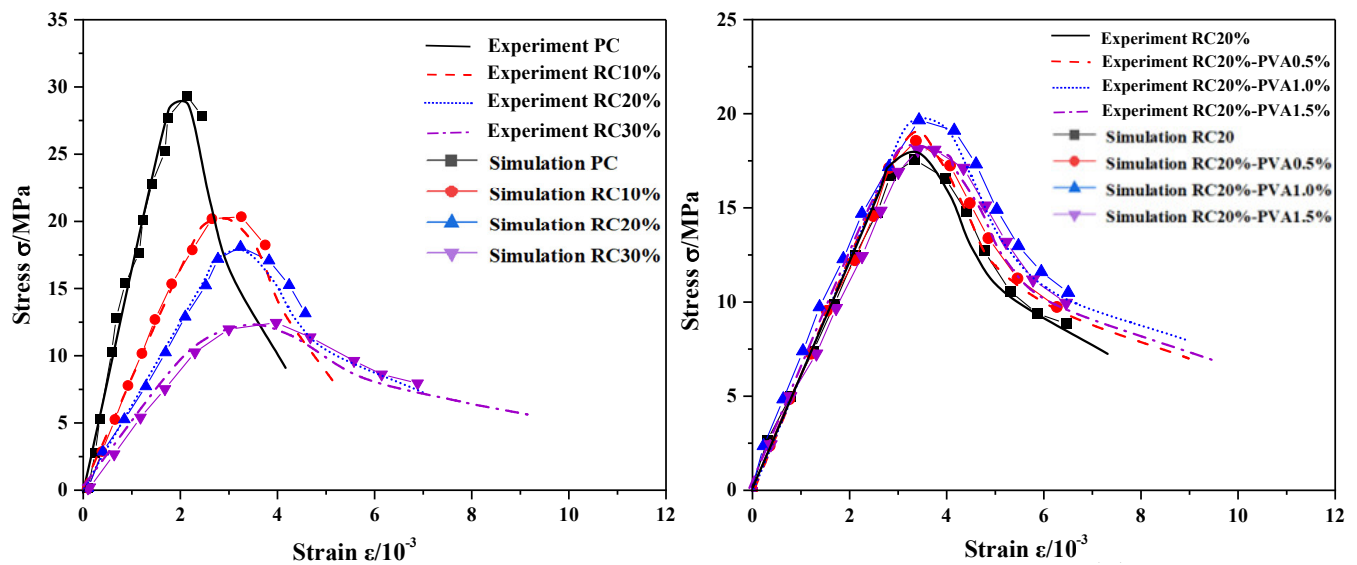 35
30
25
20
15
10
5
0
Stress σ/MPa
0 2 4 6 8 10 12
Strain ε/10⁻³
Experiment PC
Experiment RC10%
Experiment RC20%
Experiment RC30%
Simulation PC
Simulation RC10%
Simulation RC20%
Simulation RC30%
25
20
15
10
5
0
Stress σ/MPa
0 2 4 6 8 10 12
Strain ε/10⁻³
Experiment RC20%
Experiment RC20%-PVA0.5%
Experiment RC20%-PVA1.0%
Experiment RC20%-PVA1.5%
Simulation RC20
Simulation RC20%-PVA0.5%
Simulation RC20%-PVA1.0%
Simulation RC20%-PVA1.5%